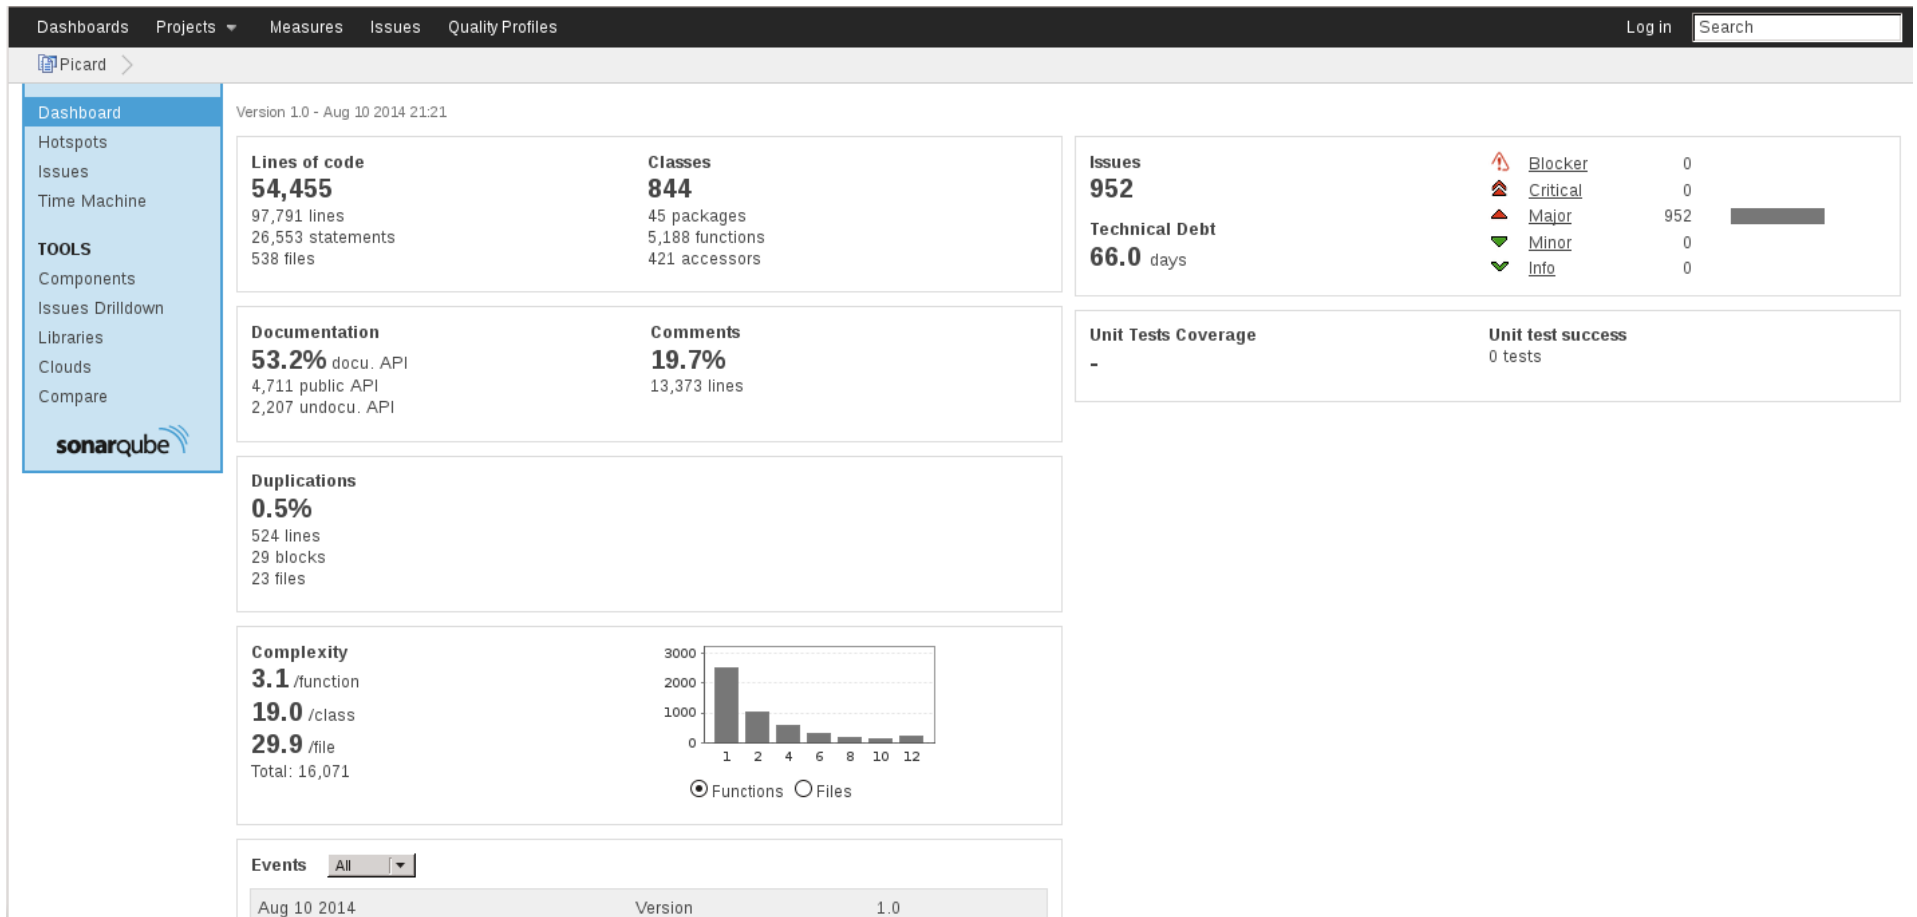 Dashboards Projects Measures Issues Quality Profiles Log in Search
Picard
Dashboard
Hotspots
Issues
Time Machine
TOOLS
Components
Issues Drilldown
Libraries
Clouds
Compare
sonarqube
Version 1.0 - Aug 10 2014 21:21
Lines of code
54,455
97,791 lines
26,553 statements
538 files
Classes
844
45 packages
5,188 functions
421 accessors
Documentation
53.2% docu. API
4,711 public API
2,207 undocu. API
Comments
19.7%
13,373 lines
Duplications
0.5%
524 lines
29 blocks
23 files
Complexity
3.1 /function
19.0 /class
29.9 /file
Total: 16,071
3000
2000
1000
0
1 2 4 6 8 10 12
Functions Files
Events All
Aug 10 2014 Version 1.0
Issues
952
Technical Debt
66.0 days
Blocker 0
Critical 0
Major 952
Minor 0
Info 0
Unit Tests Coverage
-
Unit test success
0 tests